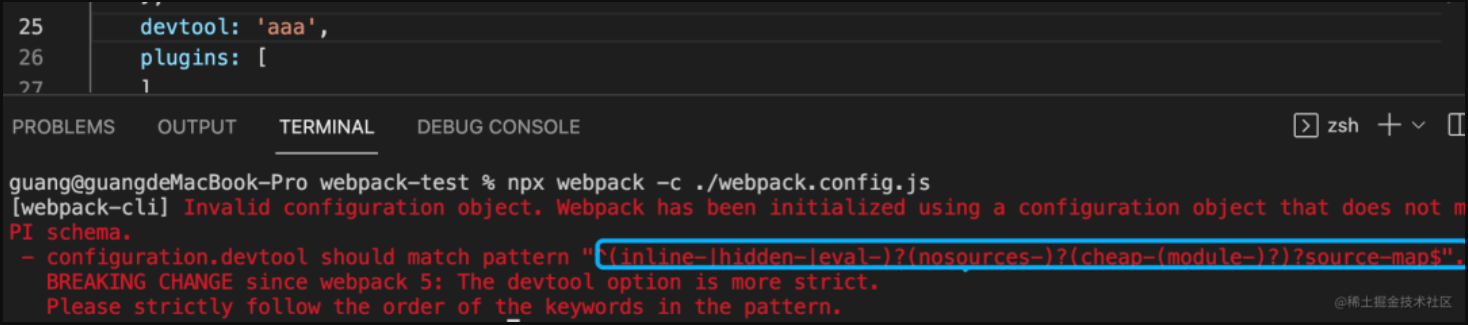 25 devtool: 'aaa',
26 plugins: [
27 ]
PROBLEMS OUTPUT TERMINAL DEBUG CONSOLE zsh
guang@guangdeMacBook-Pro webpack-test % npx webpack -c ./webpack.config.js
[webpack-cli] Invalid configuration object. Webpack has been initialized using a configuration object that does not m
PI schema.
- configuration.devtool should match pattern "^(inline-|hidden-|eval-)?(nosources-)?(cheap-(module-)?)?source-map$".
BREAKING CHANGE since webpack 5: The devtool option is more strict.
Please strictly follow the order of the keywords in the pattern.
@稀土掘金技术社区